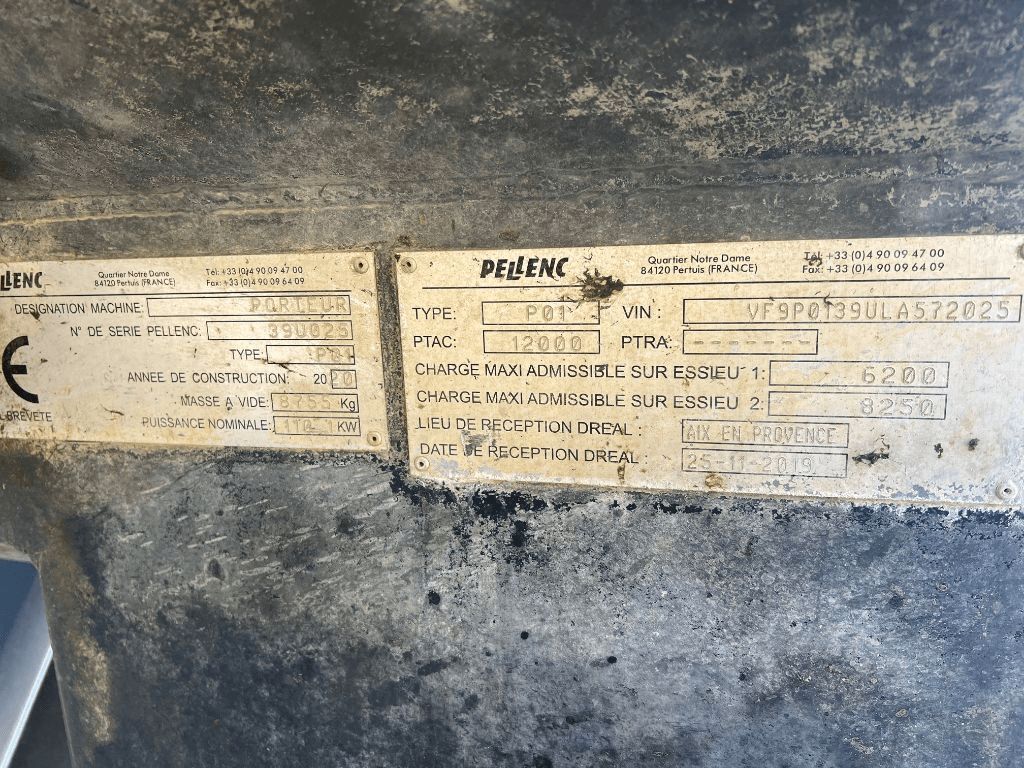 LLENC
Quartier Notre Dame
84120 Pertuis (FRANCE)
Tél: +33 (0)4 90 09 47 00
Fax: +33 (0)4 90 09 64 09
DESIGNATION MACHINE: PORTEUR
N° DE SERIE PELLENC: 39U025
TYPE: P01
ANNEE DE CONSTRUCTION: 2020
MASSE A VIDE: 8755 Kg
PUISSANCE NOMINALE: KW
CE
BREVETE
PELLENC
Quartier Notre Dame
84120 Pertuis (FRANCE)
Tél: +33 (0)4 90 09 47 00
Fax: +33 (0)4 90 09 64 09
TYPE: P01 VIN : VF9P0139ULA572025
PTAC: 12000 PTRA: -------
CHARGE MAXI ADMISSIBLE SUR ESSIEU 1: 6200
CHARGE MAXI ADMISSIBLE SUR ESSIEU 2: 8250
LIEU DE RECEPTION DREAL : AIX EN PROVENCE
DATE DE RECEPTION DREAL : 25-11-2019